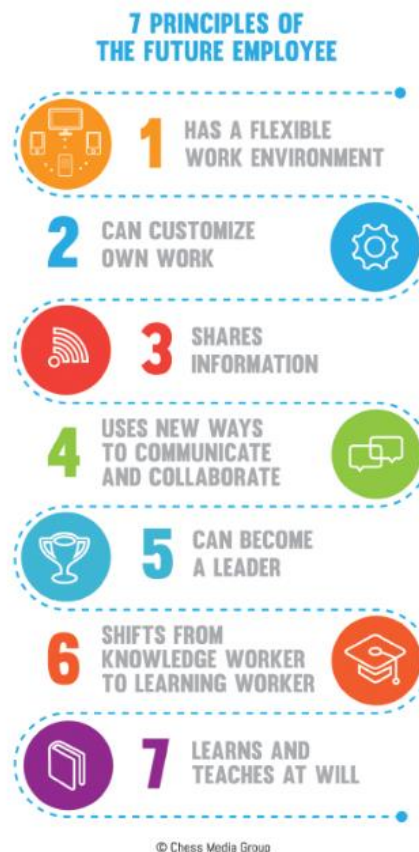 7 PRINCIPLES OF
THE FUTURE EMPLOYEE
1 HAS A FLEXIBLE
WORK ENVIRONMENT
2 CAN CUSTOMIZE
OWN WORK
3 SHARES
INFORMATION
4 USES NEW WAYS
TO COMMUNICATE
AND COLLABORATE
5 CAN BECOME
A LEADER
6 SHIFTS FROM
KNOWLEDGE WORKER
TO LEARNING WORKER
7 LEARNS AND
TEACHES AT WILL
© Chess Media Group